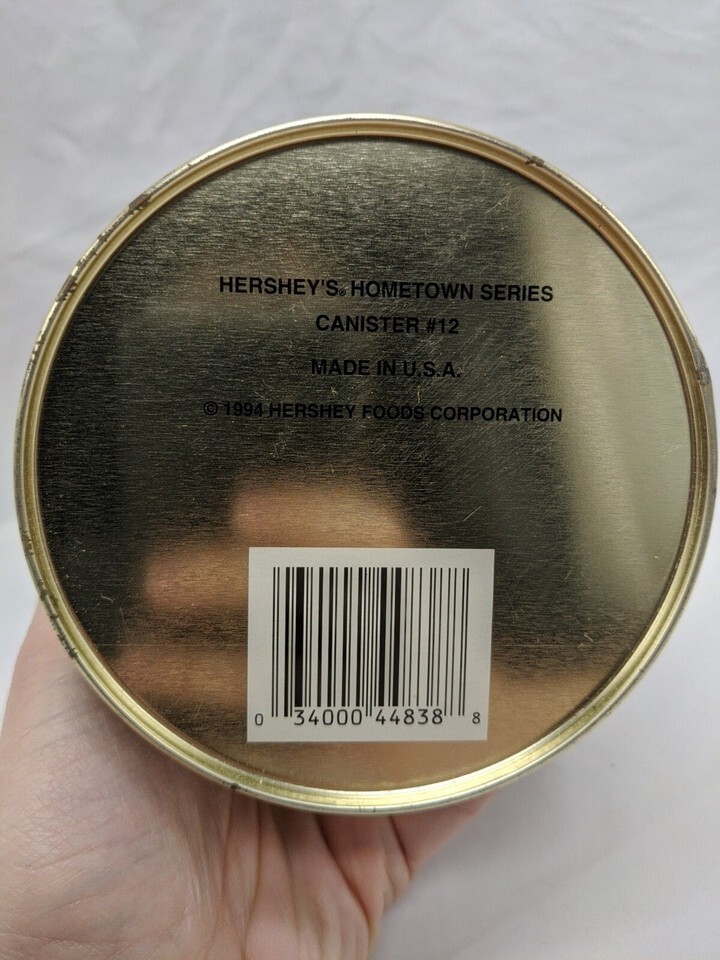 HERSHEY'S® HOMETOWN SERIES
CANISTER #12
MADE IN U.S.A.
© 1994 HERSHEY FOODS CORPORATION
0 34000 44838 8